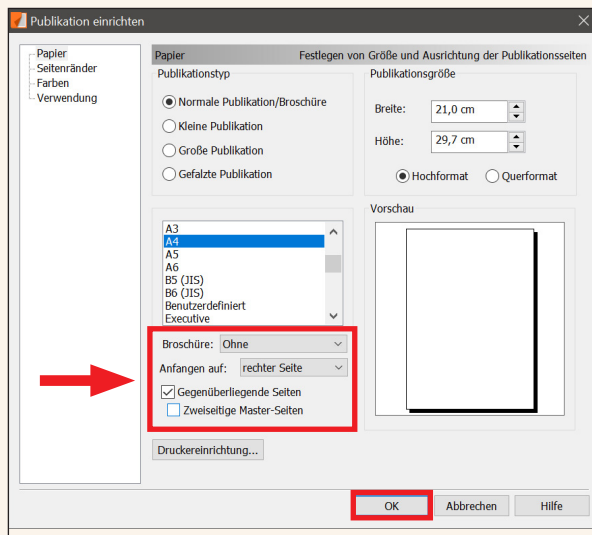 Publikation einrichten
Papier
Seitenränder
Farben
Verwendung
Papier Festlegen von Größe und Ausrichtung der Publikationsseiten
Publikationstyp
Normale Publikation/Broschüre
Kleine Publikation
Große Publikation
Gefalzte Publikation
Publikationsgröße
Breite: 21,0 cm
Höhe: 29,7 cm
Hochformat Querformat
A3
A4
A5
A6
B5 (JIS)
B6 (JIS)
Benutzerdefiniert
Executive
Broschüre: Ohne
Anfangen auf: rechter Seite
Gegenüberliegende Seiten
Zweiseitige Master-Seiten
Vorschau
Druckereinrichtung...
OK Abbrechen Hilfe